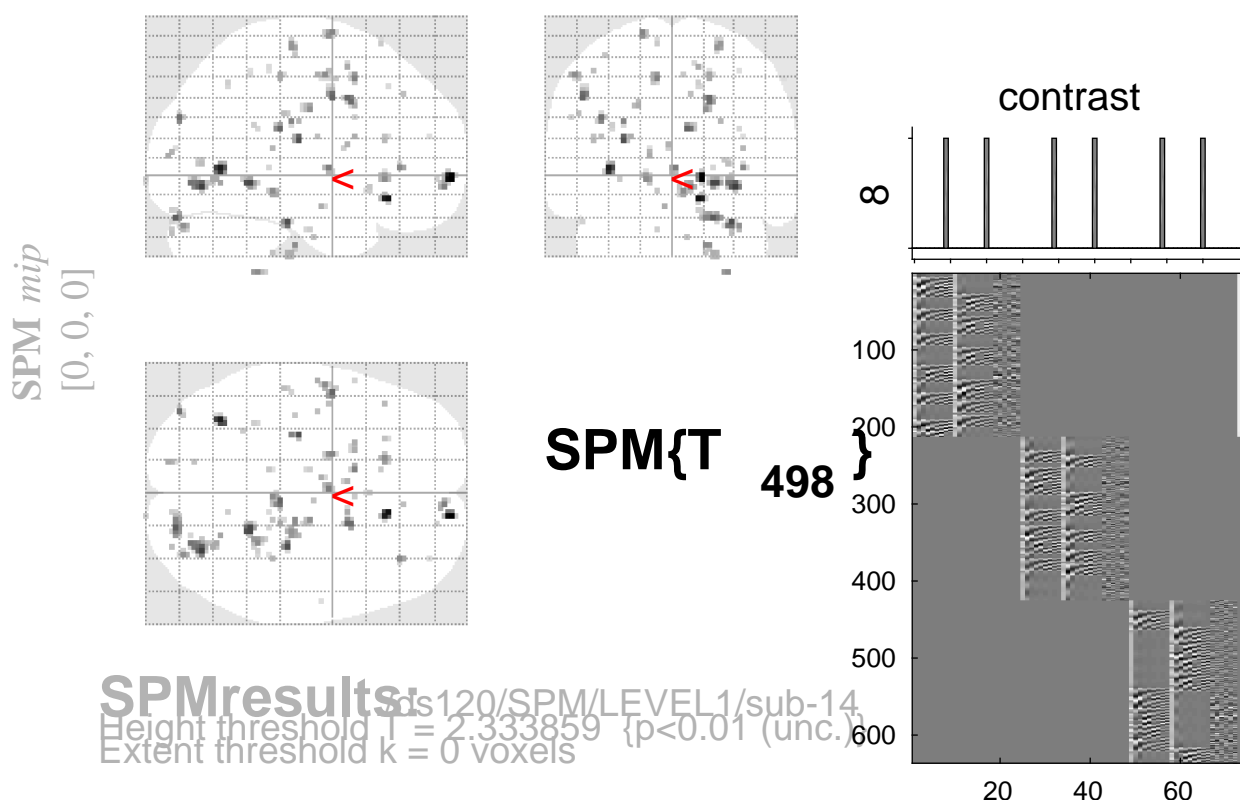 SPM mip
[0, 0, 0]
<
<
<
SPM{T498}
contrast
8
100
200
300
400
500
600
20
40
60
SPMresults: /ds120/SPM/LEVEL1/sub-14
Height threshold T = 2.333859 {p<0.01 (unc.)}
Extent threshold k = 0 voxels